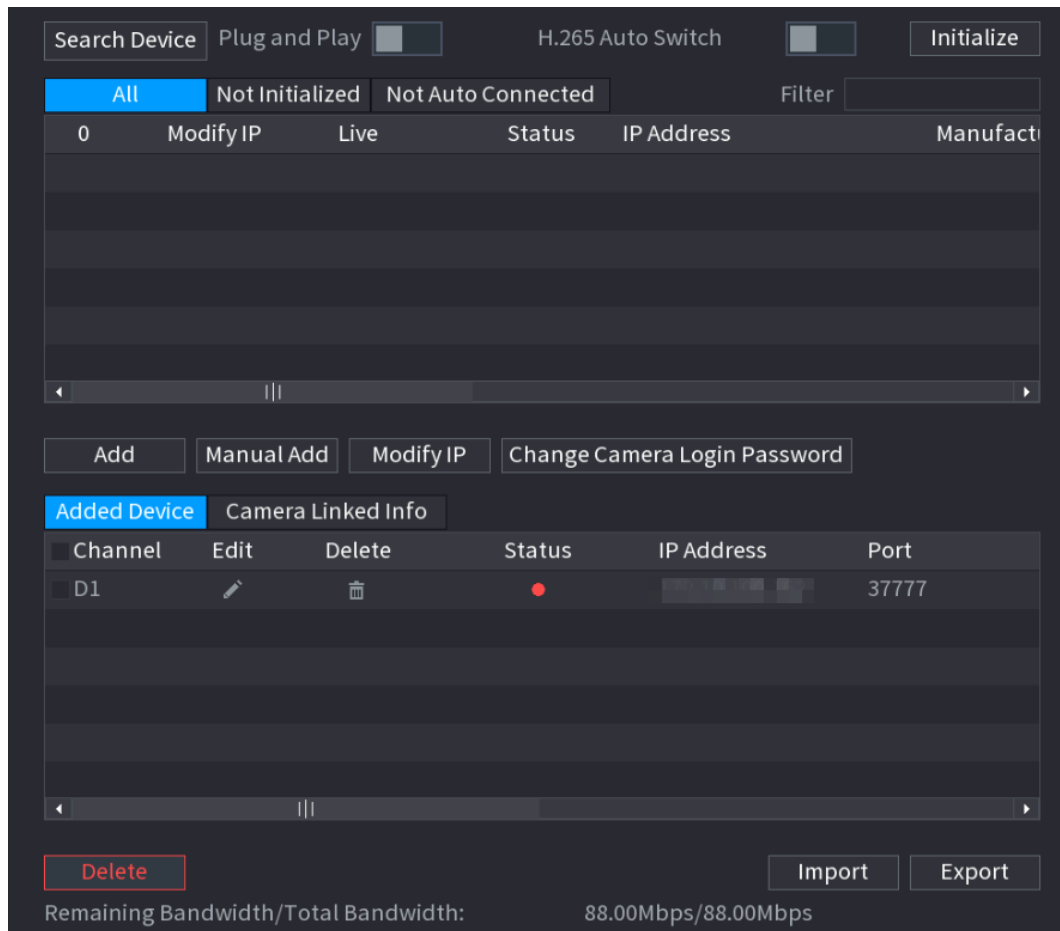 Search Device Plug and Play H.265 Auto Switch Initialize
All Not Initialized Not Auto Connected Filter
0 Modify IP Live Status IP Address
Add Manual Add Modify IP Change Camera Login Password
Added Device Camera Linked Info
Channel Edit Delete Status IP Address Port
D1 37777
Delete Import Export
Remaining Bandwidth/Total Bandwidth: 88.00Mbps/88.00Mbps